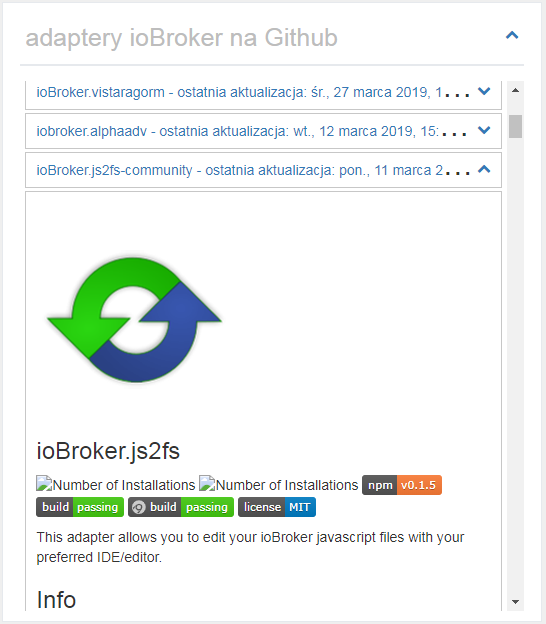 adaptery ioBroker na Github
ioBroker.vistaragorm - ostatnia aktualizacja: śr., 27 marca 2019, 1...
iobroker.alphaadv - ostatnia aktualizacja: wt., 12 marca 2019, 15:...
ioBroker.js2fs-community - ostatnia aktualizacja: pon., 11 marca 2...
ioBroker.js2fs
Number of Installations Number of Installations npm v0.1.5
build passing build passing license MIT
This adapter allows you to edit your ioBroker javascript files with your
preferred IDE/editor.
Info